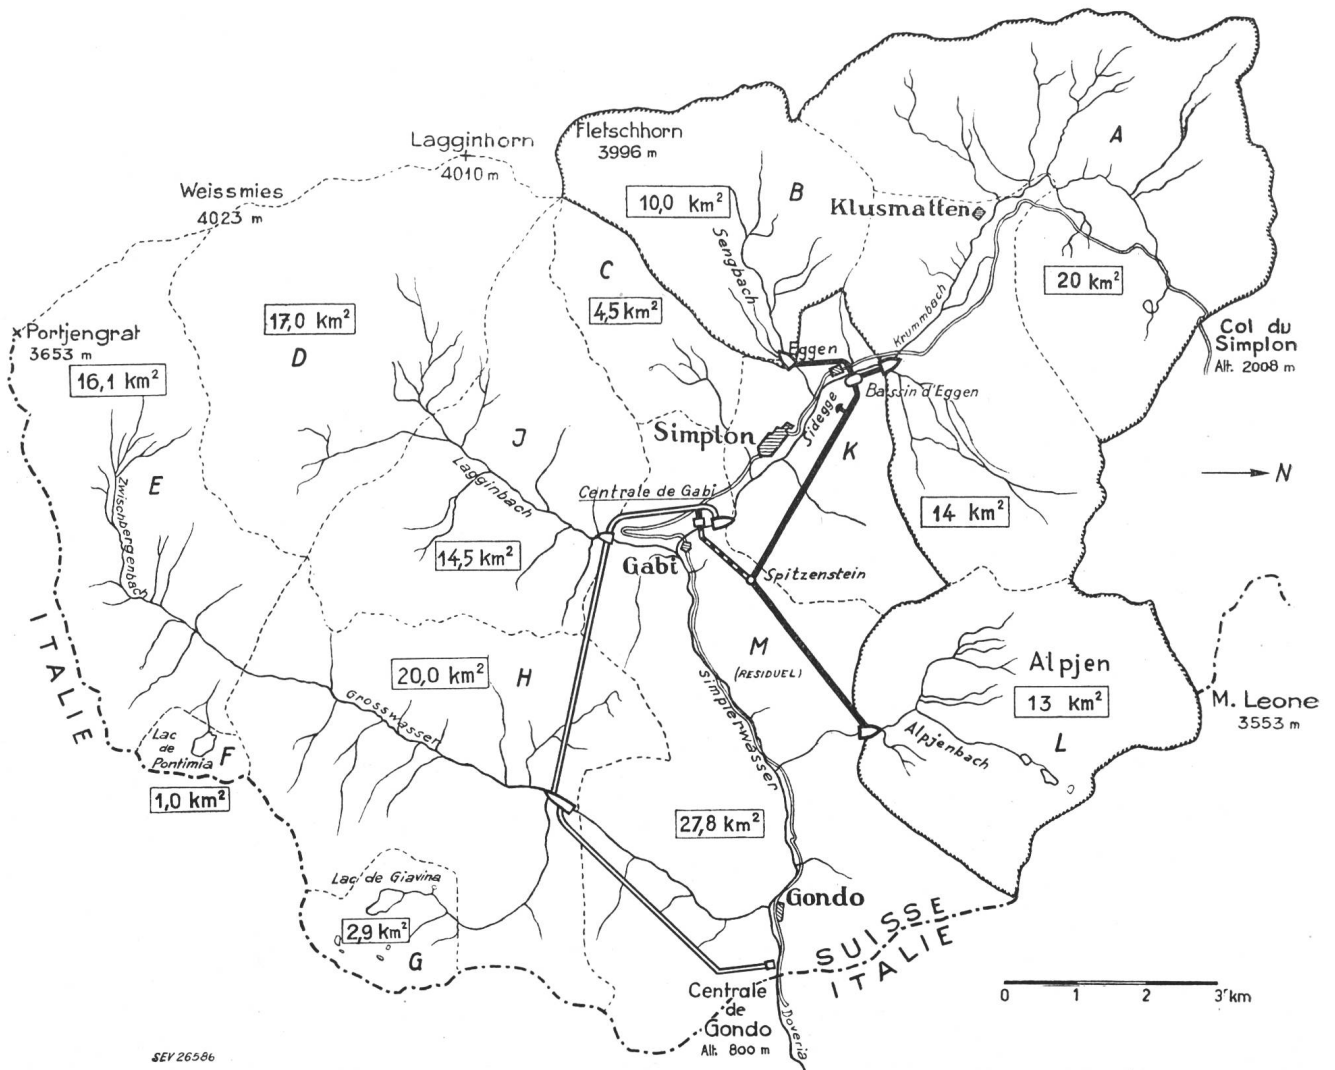 Fletschhorn
3996 m
A
Lagginhorn
4010 m
Weissmies
4023 m
10,0 km²
B
Klusmatten
Sengbach
C
20 km²
4,5 km²
17,0 km²
D
Krummbach
Portjengrat
3653 m
16,1 km²
Col du
Simplon
Alt. 2008 m
Eggen
Bassin d'Eggen
Sidegge
J
Simplon
K
N
E
Zwischbergenbach
Lagginbach
Centrale de Gabi
14 km²
14,5 km²
Gabi
Spitzenstein
ITALIE
M
(RESIDUEL)
Alpjen
13 km²
L
M. Leone
3553 m
20,0 km²
H
Grosswasser
Simplerwasser
Alpjenbach
Lac
de
Pontimia
F
1,0 km²
27,8 km²
Lac de Giavina
2,9 km²
G
Gondo
SUISSE
ITALIE
Centrale
de
Gondo
Alt. 800 m
Doveria
0 1 2 3 km
SEV 26586